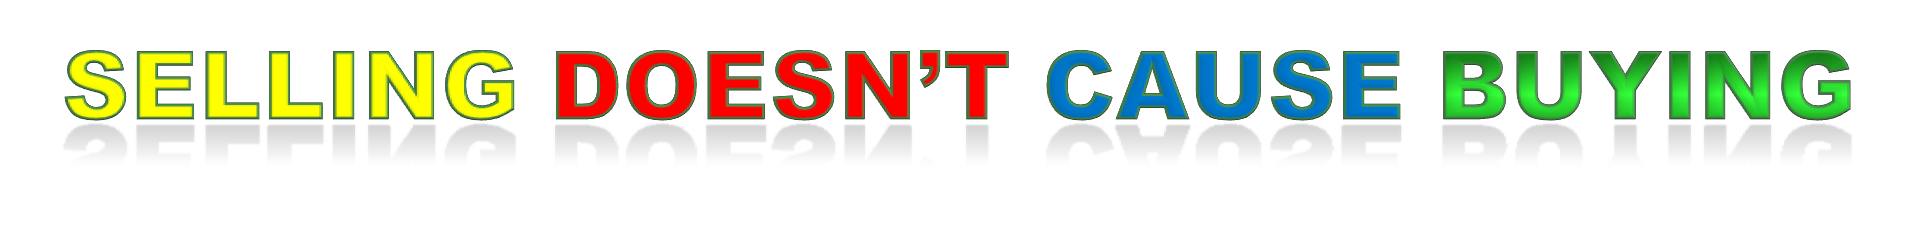 SELLING DOESN’T CAUSE BUYING